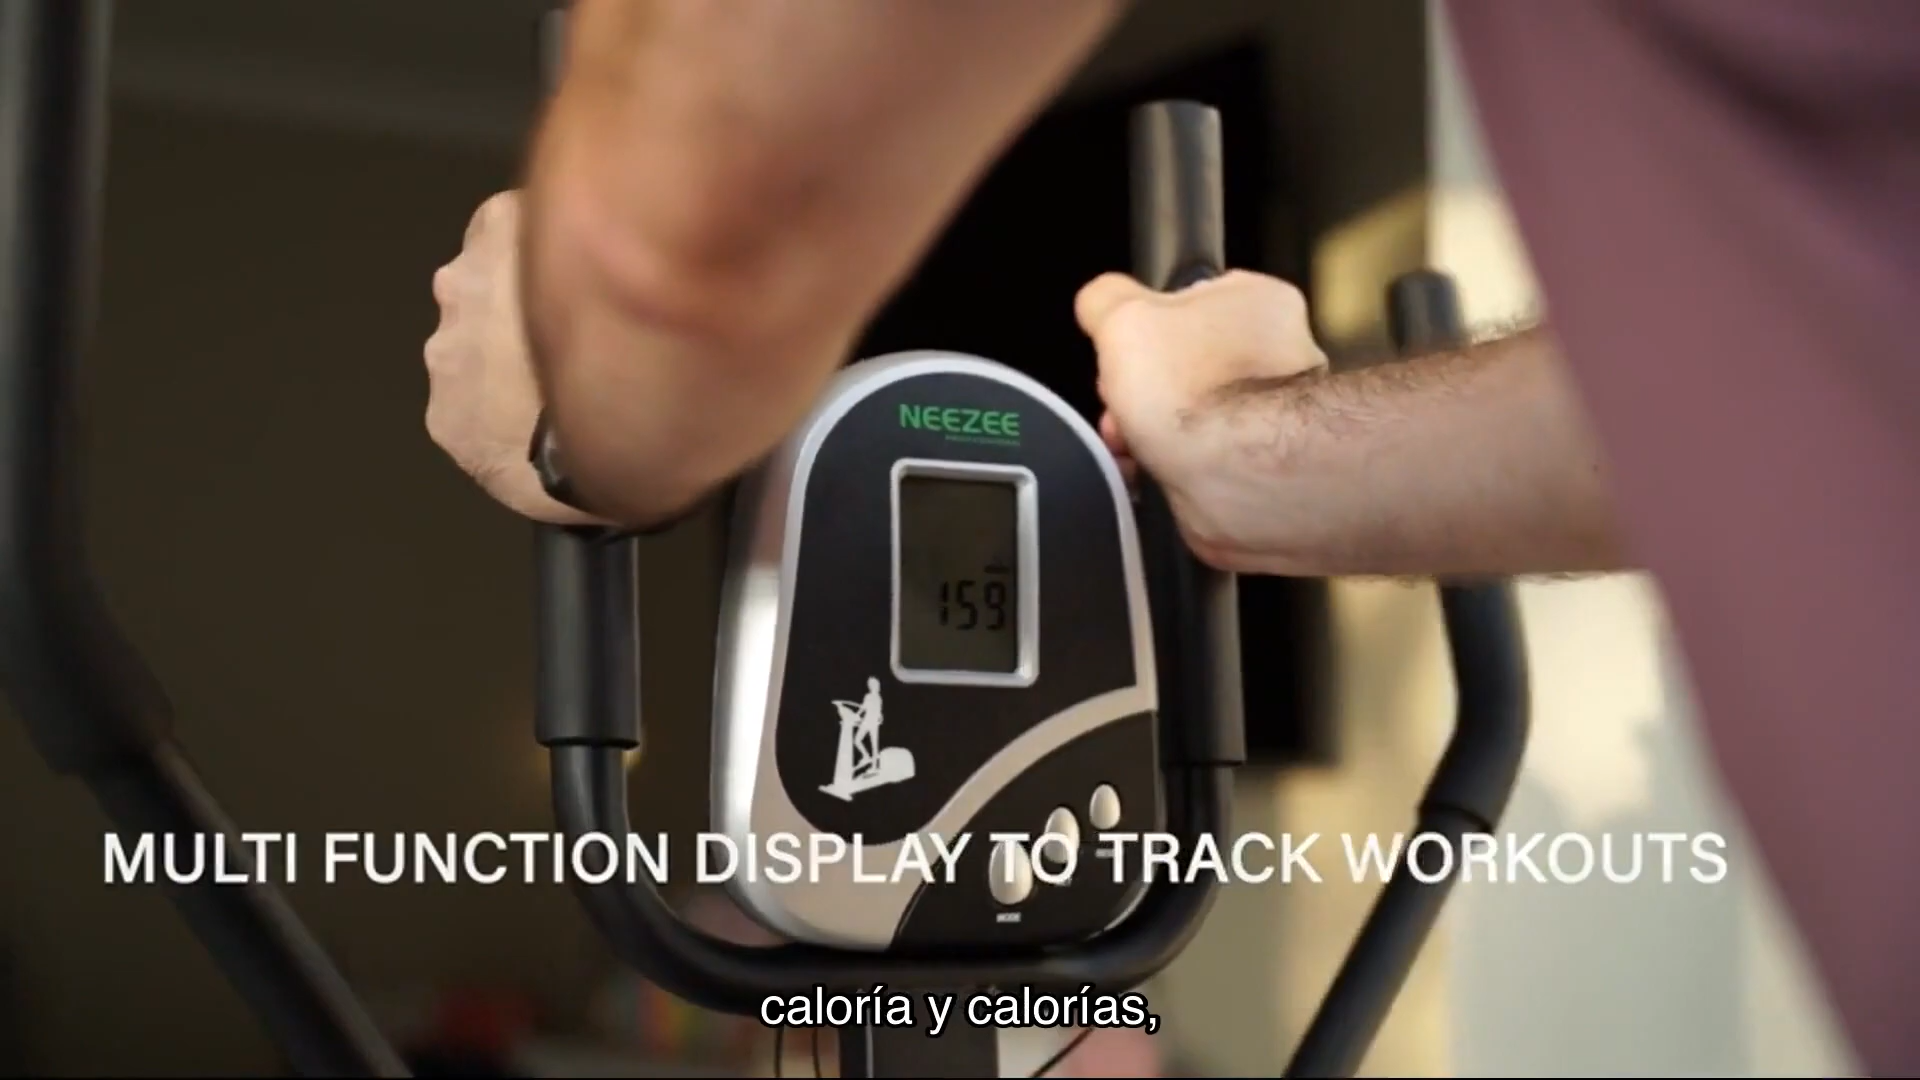 NEEZEE
159
MULTI FUNCTION DISPLAY TO TRACK WORKOUTS
MODE
caloría y calorías,